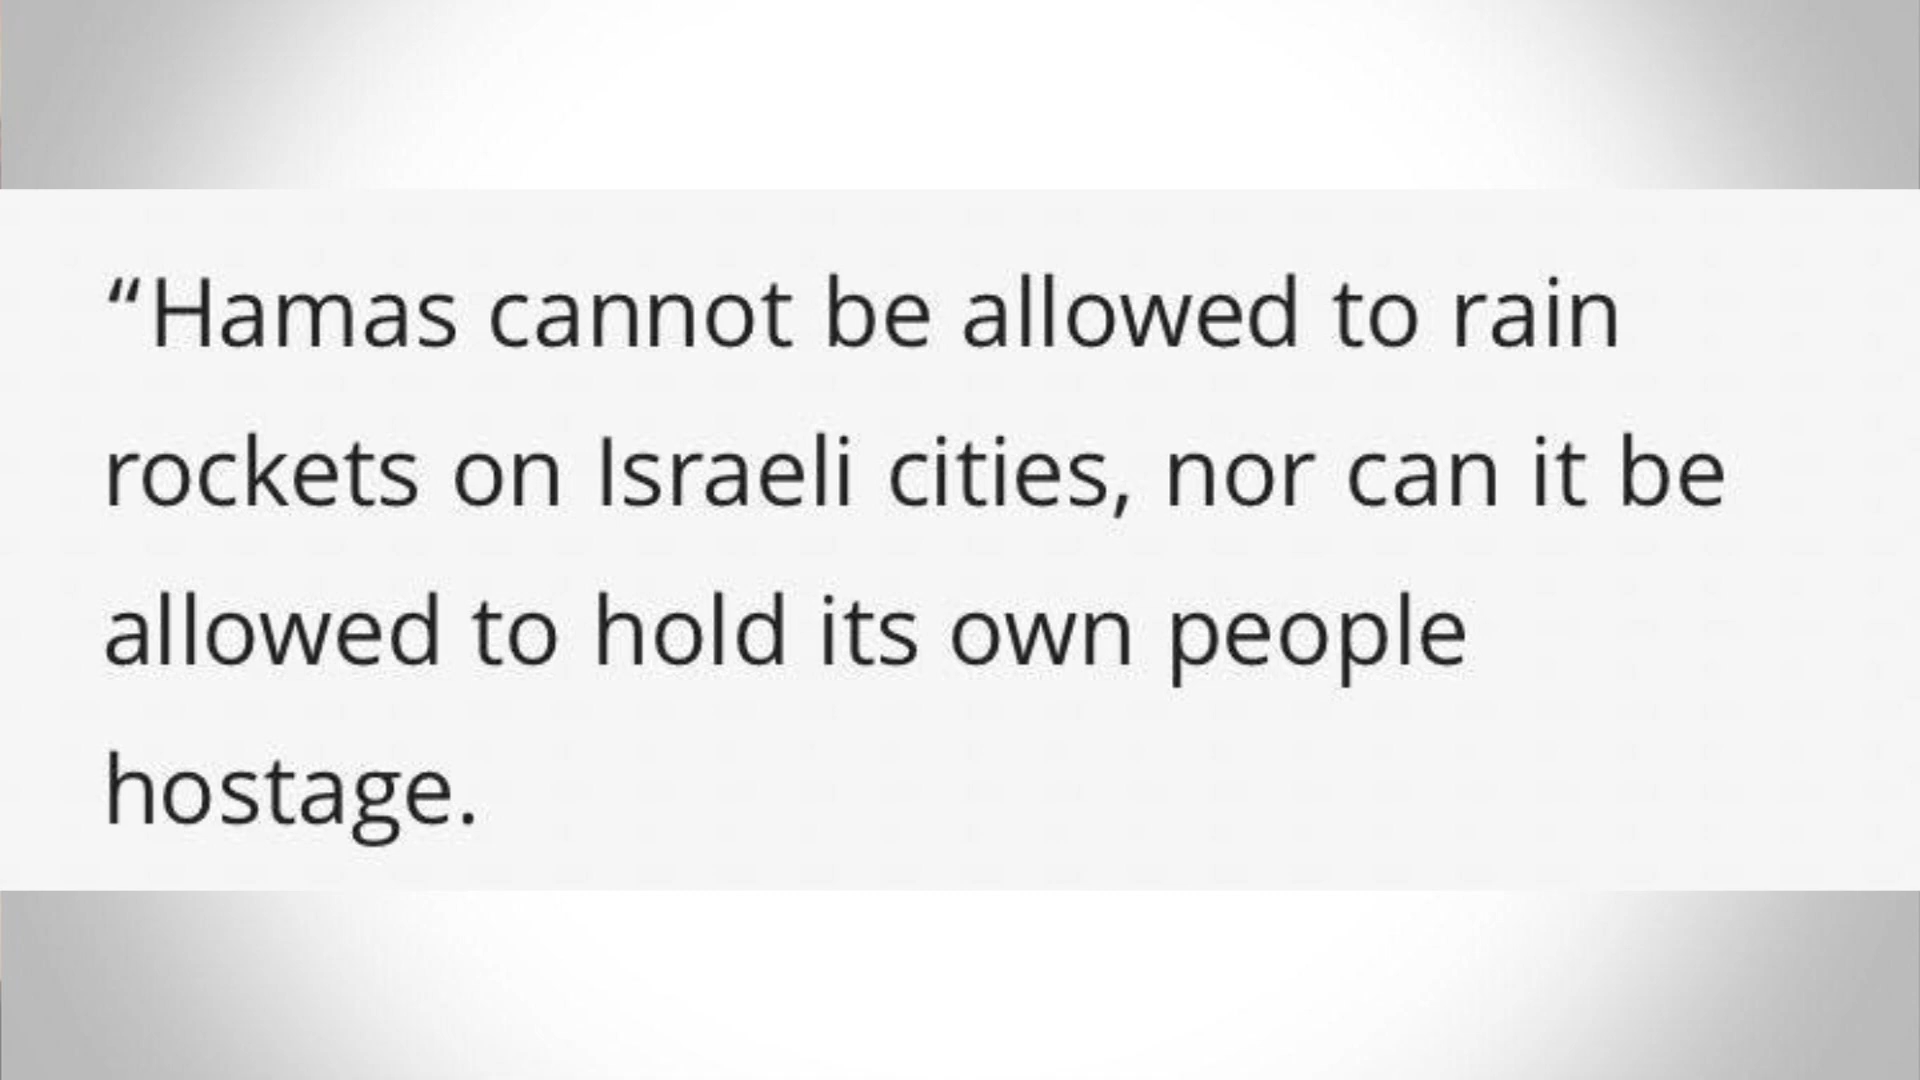 “Hamas cannot be allowed to rain
rockets on Israeli cities, nor can it be
allowed to hold its own people
hostage.